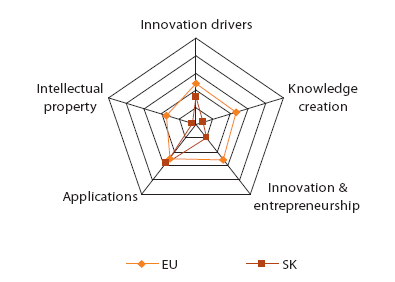 Innovation drivers
Intellectual
property
Knowledge
creation
Applications
Innovation &
entrepreneurship
EU
SK